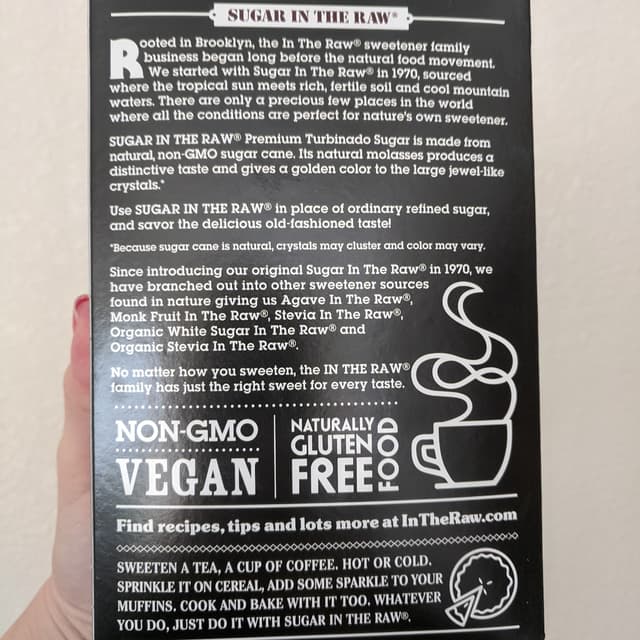 SUGAR IN THE RAW®
Rooted in Brooklyn, the In The Raw® sweetener family
business began long before the natural food movement.
We started with Sugar In The Raw® in 1970, sourced
where the tropical sun meets rich, fertile soil and cool mountain
waters. There are only a precious few places in the world
where all the conditions are perfect for nature's own sweetener.
SUGAR IN THE RAW® Premium Turbinado Sugar is made from
natural, non-GMO sugar cane. Its natural molasses produces a
distinctive taste and gives a golden color to the large jewel-like
crystals.*
Use SUGAR IN THE RAW® in place of ordinary refined sugar,
and savor the delicious old-fashioned taste!
*Because sugar cane is natural, crystals may cluster and color may vary.
Since introducing our original Sugar In The Raw® in 1970, we
have branched out into other sweetener sources
found in nature giving us Agave In The Raw®,
Monk Fruit In The Raw®, Stevia In The Raw®,
Organic White Sugar In The Raw® and
Organic Stevia In The Raw®.
No matter how you sweeten, the IN THE RAW®
family has just the right sweet for every taste.
NON-GMO
VEGAN
NATURALLY
GLUTEN
FREE
FOOD
Find recipes, tips and lots more at InTheRaw.com
SWEETEN A TEA, A CUP OF COFFEE. HOT OR COLD.
SPRINKLE IT ON CEREAL, ADD SOME SPARKLE TO YOUR
MUFFINS. COOK AND BAKE WITH IT TOO. WHATEVER
YOU DO, JUST DO IT WITH SUGAR IN THE RAW®.